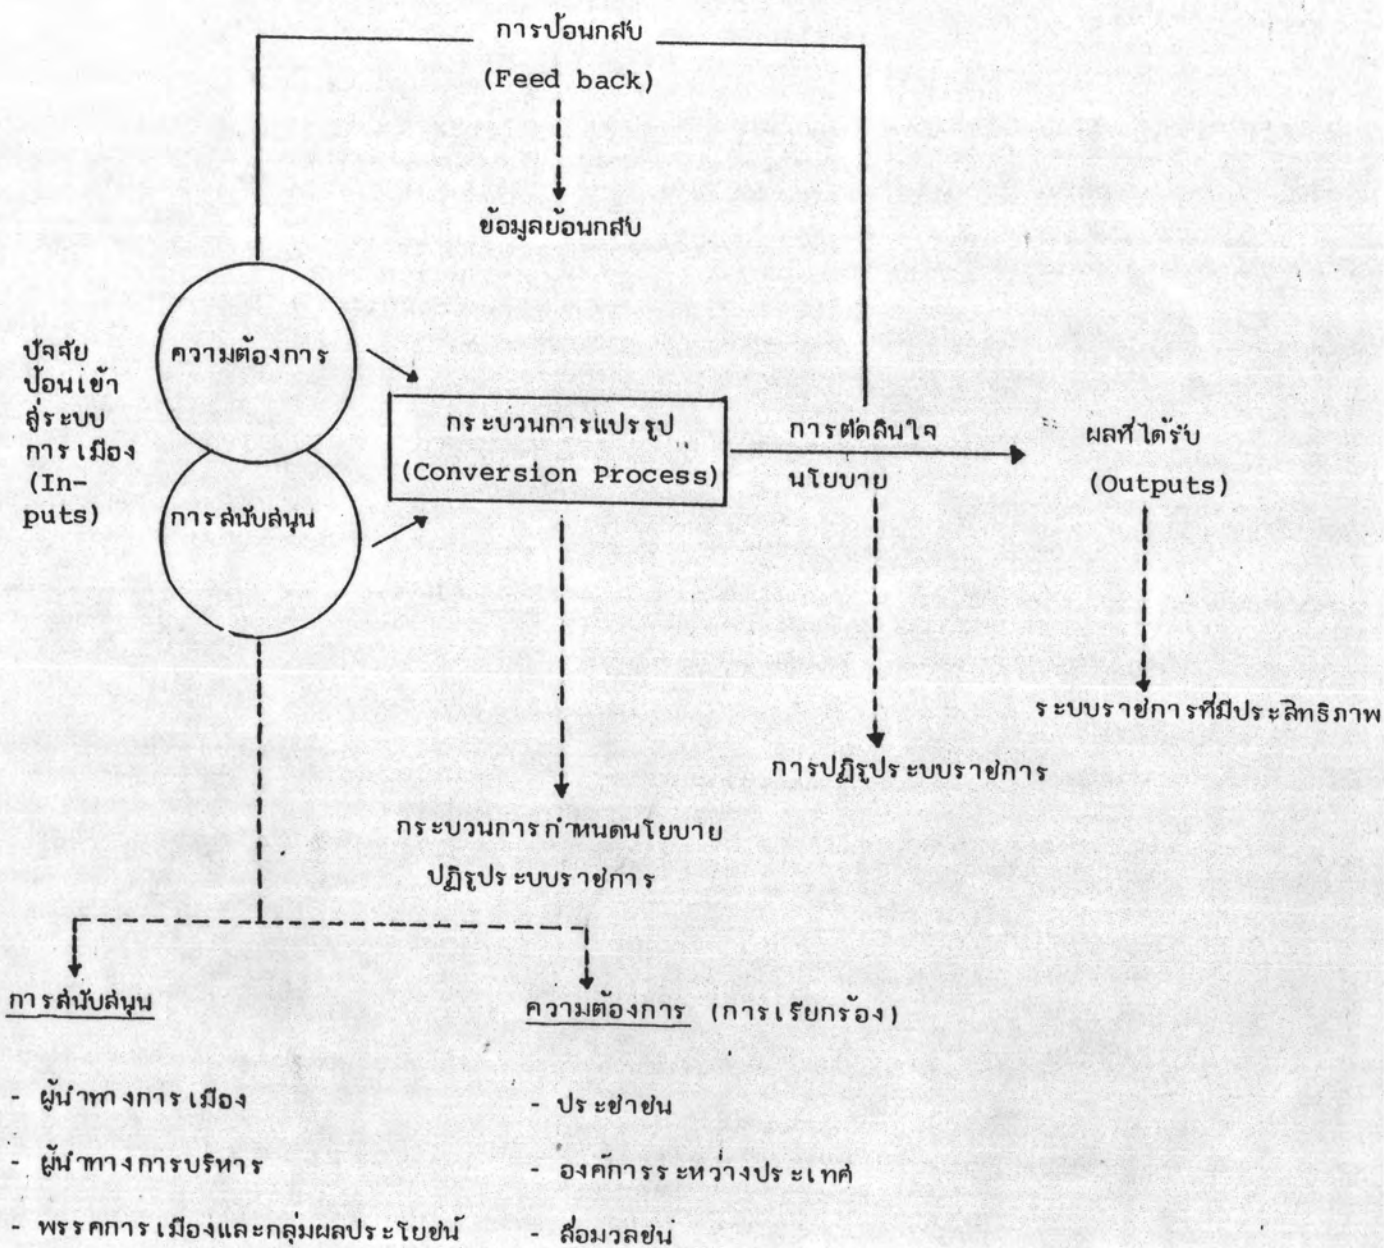 การป้อนกลับ
(Feed back)
ข้อมูลย้อนกลับ
ปัจจัย
ป้อนเข้า
สู่ระบบ
การเมือง
(In-
puts)
ความต้องการ
การสนับสนุน
กระบวนการแปรรูป
(Conversion Process)
การตัดสินใจ
นโยบาย
ผลที่ได้รับ
(Outputs)
ระบบราชการที่มีประสิทธิภาพ
การปฏิรูประบบราชการ
กระบวนการกำหนดนโยบาย
ปฏิรูประบบราชการ
การสนับสนุน
ความต้องการ (การเรียกร้อง)
- ผู้นำทางการเมือง
- ประชาชน
- ผู้นำทางการบริหาร
- องค์การระหว่างประเทศ
- พรรคการเมืองและกลุ่มผลประโยชน์
- สื่อมวลชน